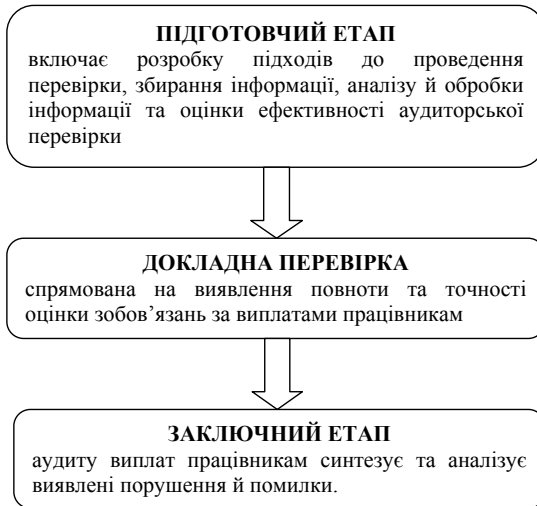 ПІДГОТОВЧИЙ ЕТАП
включає розробку підходів до проведення
перевірки, збирання інформації, аналізу й обробки
інформації та оцінки ефективності аудиторської
перевірки
ДОКЛАДНА ПЕРЕВІРКА
спрямована на виявлення повноти та точності
оцінки зобов’язань за виплатами працівникам
ЗАКЛЮЧНИЙ ЕТАП
аудиту виплат працівникам синтезує та аналізує
виявлені порушення й помилки.